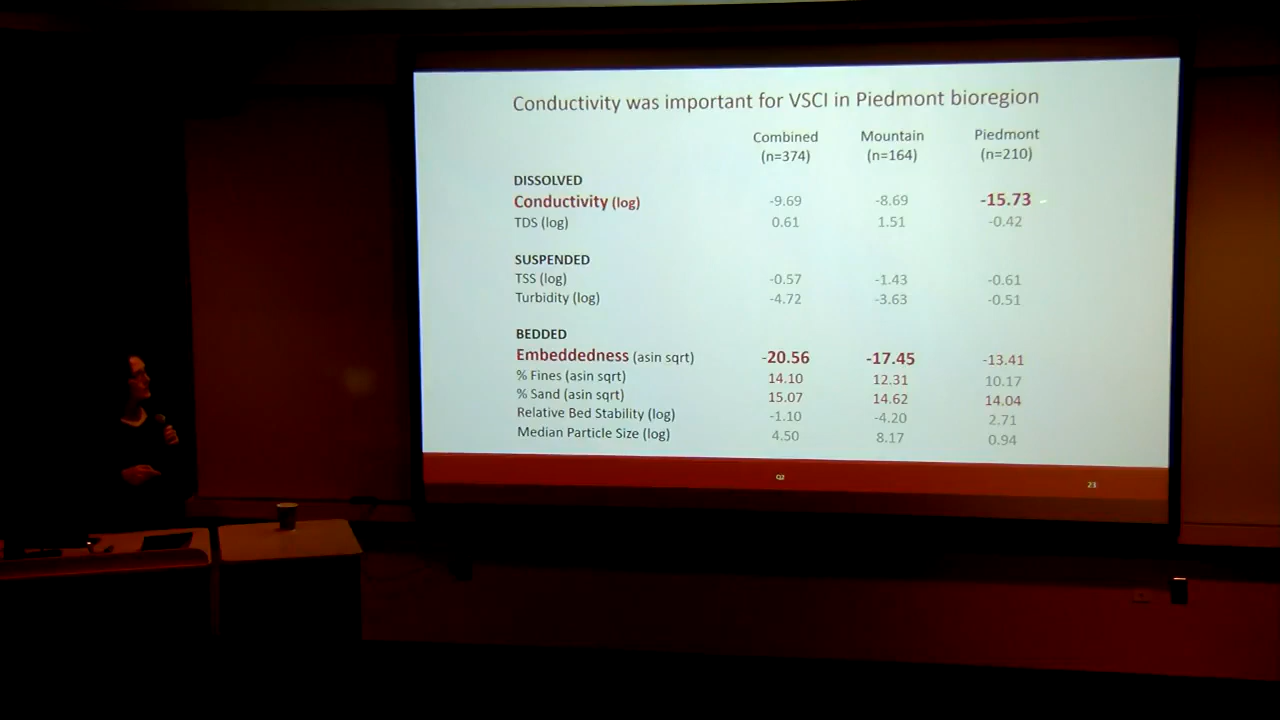 Conductivity was important for VSCI in Piedmont bioregion
Combined Mountain Piedmont
(n=374) (n=164) (n=210)
DISSOLVED
Conductivity (log) -9.69 -8.69 -15.73
TDS (log) 0.61 1.51 -0.42
SUSPENDED
TSS (log) -0.57 -1.43 -0.61
Turbidity (log) -4.72 -3.63 -0.51
BEDDED
Embeddedness (asin sqrt) -20.56 -17.45 -13.41
% Fines (asin sqrt) 14.10 12.31 10.17
% Sand (asin sqrt) 15.07 14.62 14.04
Relative Bed Stability (log) -1.10 -4.20 2.71
Median Particle Size (log) 4.50 8.17 0.94
Q2 21